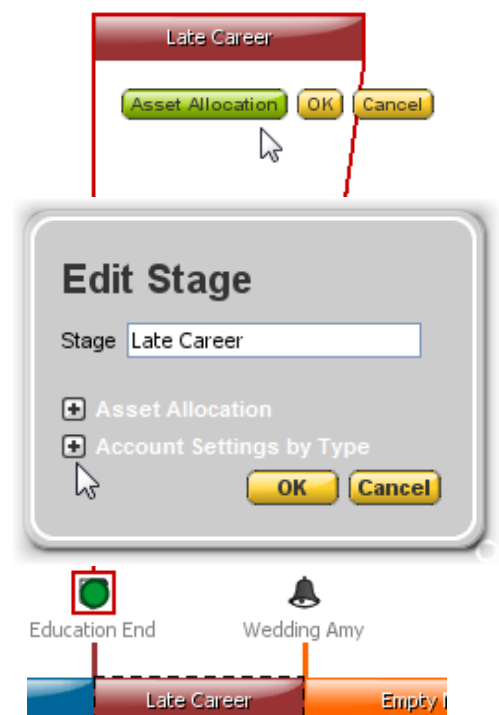 Late Career
Asset Allocation OK Cancel
Edit Stage
Stage Late Career
Asset Allocation
Account Settings by Type
OK Cancel
Education End Wedding Amy
Late Career Empty